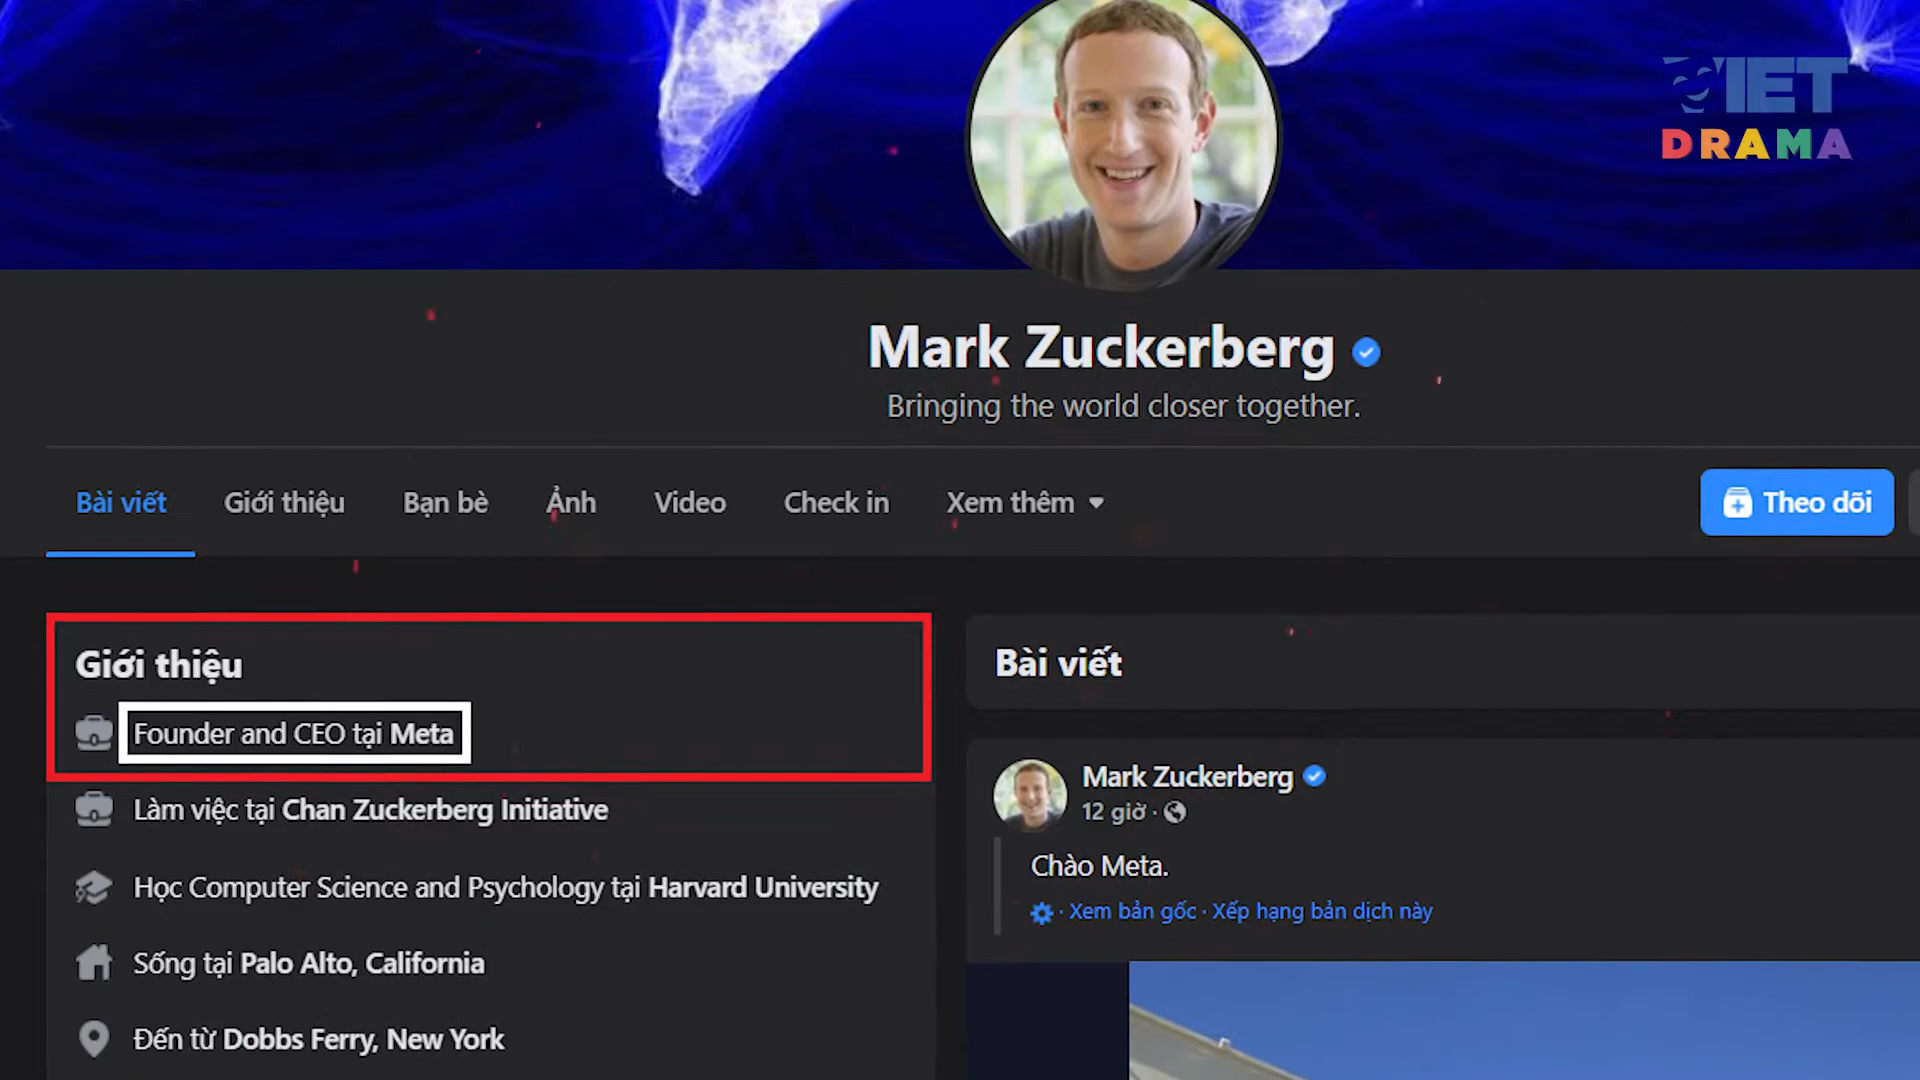 VIET
DRAMA
Mark Zuckerberg
Bringing the world closer together.
Bài viết Giới thiệu Bạn bè Ảnh Video Check in Xem thêm
Theo dõi
Giới thiệu
Founder and CEO tại Meta
Làm việc tại Chan Zuckerberg Initiative
Học Computer Science and Psychology tại Harvard University
Sống tại Palo Alto, California
Đến từ Dobbs Ferry, New York
Bài viết
Mark Zuckerberg
12 giờ ·
Chào Meta.
· Xem bản gốc · Xếp hạng bản dịch này